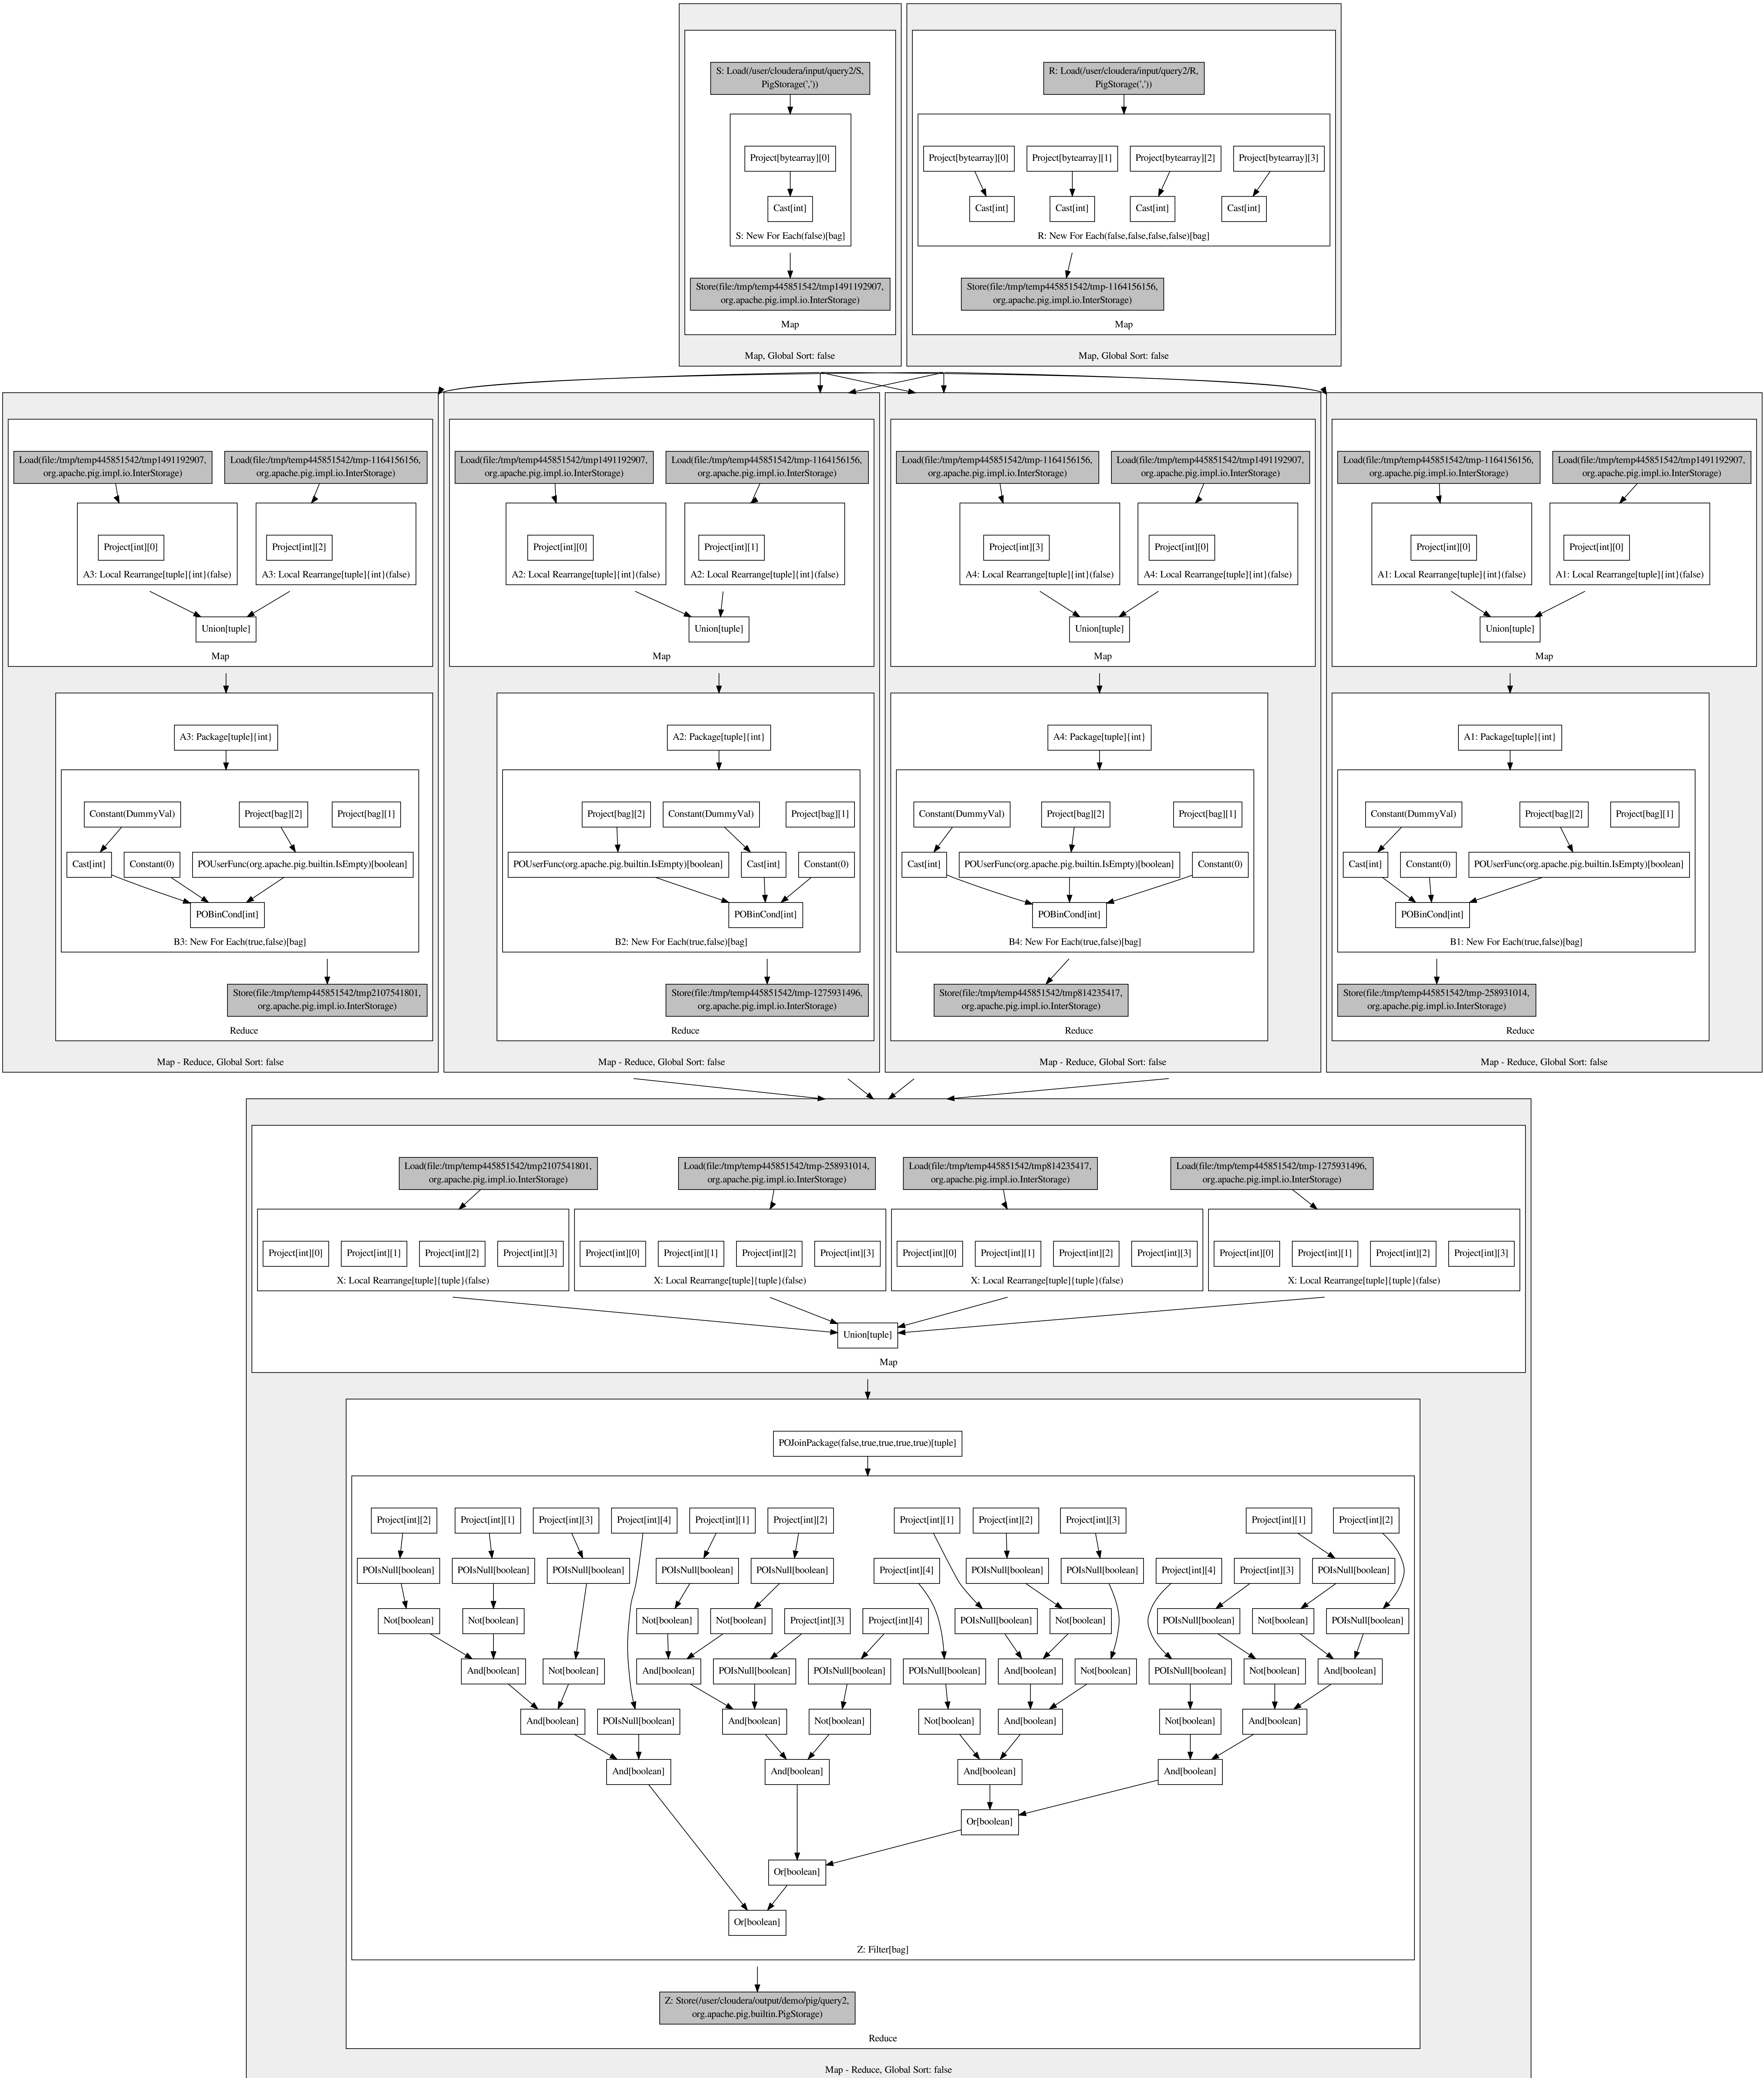 S: Load(/user/cloudera/input/query2/S,
PigStorage(','))
Project[bytearray][0]
Cast[int]
S: New For Each(false)[bag]
Store(file:/tmp/temp445851542/tmp1491192907,
org.apache.pig.impl.io.InterStorage)
Map
Map, Global Sort: false
R: Load(/user/cloudera/input/query2/R,
PigStorage(','))
Project[bytearray][0]
Project[bytearray][1]
Project[bytearray][2]
Project[bytearray][3]
Cast[int]
Cast[int]
Cast[int]
Cast[int]
R: New For Each(false,false,false,false)[bag]
Store(file:/tmp/temp445851542/tmp-1164156156,
org.apache.pig.impl.io.InterStorage)
Map
Map, Global Sort: false
Load(file:/tmp/temp445851542/tmp1491192907,
org.apache.pig.impl.io.InterStorage)
Load(file:/tmp/temp445851542/tmp-1164156156,
org.apache.pig.impl.io.InterStorage)
Project[int][0]
A3: Local Rearrange[tuple]{int}(false)
Project[int][2]
A3: Local Rearrange[tuple]{int}(false)
Union[tuple]
Map
A3: Package[tuple]{int}
Constant(DummyVal)
Project[bag][2]
Project[bag][1]
Cast[int]
Constant(0)
POUserFunc(org.apache.pig.builtin.IsEmpty)[boolean]
POBinCond[int]
B3: New For Each(true,false)[bag]
Store(file:/tmp/temp445851542/tmp2107541801,
org.apache.pig.impl.io.InterStorage)
Reduce
Map - Reduce, Global Sort: false
Load(file:/tmp/temp445851542/tmp1491192907,
org.apache.pig.impl.io.InterStorage)
Load(file:/tmp/temp445851542/tmp-1164156156,
org.apache.pig.impl.io.InterStorage)
Project[int][0]
A2: Local Rearrange[tuple]{int}(false)
Project[int][1]
A2: Local Rearrange[tuple]{int}(false)
Union[tuple]
Map
A2: Package[tuple]{int}
Project[bag][2]
Constant(DummyVal)
Project[bag][1]
POUserFunc(org.apache.pig.builtin.IsEmpty)[boolean]
Cast[int]
Constant(0)
POBinCond[int]
B2: New For Each(true,false)[bag]
Store(file:/tmp/temp445851542/tmp-1275931496,
org.apache.pig.impl.io.InterStorage)
Reduce
Map - Reduce, Global Sort: false
Load(file:/tmp/temp445851542/tmp-1164156156,
org.apache.pig.impl.io.InterStorage)
Load(file:/tmp/temp445851542/tmp1491192907,
org.apache.pig.impl.io.InterStorage)
Project[int][3]
A4: Local Rearrange[tuple]{int}(false)
Project[int][0]
A4: Local Rearrange[tuple]{int}(false)
Union[tuple]
Map
A4: Package[tuple]{int}
Constant(DummyVal)
Project[bag][2]
Project[bag][1]
Cast[int]
POUserFunc(org.apache.pig.builtin.IsEmpty)[boolean]
Constant(0)
POBinCond[int]
B4: New For Each(true,false)[bag]
Store(file:/tmp/temp445851542/tmp814235417,
org.apache.pig.impl.io.InterStorage)
Reduce
Map - Reduce, Global Sort: false
Load(file:/tmp/temp445851542/tmp-1164156156,
org.apache.pig.impl.io.InterStorage)
Load(file:/tmp/temp445851542/tmp1491192907,
org.apache.pig.impl.io.InterStorage)
Project[int][0]
A1: Local Rearrange[tuple]{int}(false)
Project[int][0]
A1: Local Rearrange[tuple]{int}(false)
Union[tuple]
Map
A1: Package[tuple]{int}
Constant(DummyVal)
Project[bag][2]
Project[bag][1]
Cast[int]
Constant(0)
POUserFunc(org.apache.pig.builtin.IsEmpty)[boolean]
POBinCond[int]
B1: New For Each(true,false)[bag]
Store(file:/tmp/temp445851542/tmp-258931014,
org.apache.pig.impl.io.InterStorage)
Reduce
Map - Reduce, Global Sort: false
Load(file:/tmp/temp445851542/tmp2107541801,
org.apache.pig.impl.io.InterStorage)
Load(file:/tmp/temp445851542/tmp-258931014,
org.apache.pig.impl.io.InterStorage)
Load(file:/tmp/temp445851542/tmp814235417,
org.apache.pig.impl.io.InterStorage)
Load(file:/tmp/temp445851542/tmp-1275931496,
org.apache.pig.impl.io.InterStorage)
Project[int][0]
Project[int][1]
Project[int][2]
Project[int][3]
X: Local Rearrange[tuple]{tuple}(false)
Project[int][0]
Project[int][1]
Project[int][2]
Project[int][3]
X: Local Rearrange[tuple]{tuple}(false)
Project[int][0]
Project[int][1]
Project[int][2]
Project[int][3]
X: Local Rearrange[tuple]{tuple}(false)
Project[int][0]
Project[int][1]
Project[int][2]
Project[int][3]
X: Local Rearrange[tuple]{tuple}(false)
Union[tuple]
Map
POJoinPackage(false,true,true,true,true)[tuple]
Project[int][2]
Project[int][1]
Project[int][3]
Project[int][4]
Project[int][1]
Project[int][2]
Project[int][1]
Project[int][2]
Project[int][3]
Project[int][1]
Project[int][2]
POIsNull[boolean]
POIsNull[boolean]
POIsNull[boolean]
POIsNull[boolean]
POIsNull[boolean]
Project[int][4]
POIsNull[boolean]
POIsNull[boolean]
Project[int][4]
Project[int][3]
POIsNull[boolean]
Not[boolean]
Not[boolean]
Not[boolean]
Not[boolean]
Project[int][3]
Project[int][4]
POIsNull[boolean]
Not[boolean]
POIsNull[boolean]
Not[boolean]
POIsNull[boolean]
And[boolean]
Not[boolean]
And[boolean]
POIsNull[boolean]
POIsNull[boolean]
POIsNull[boolean]
And[boolean]
Not[boolean]
POIsNull[boolean]
Not[boolean]
And[boolean]
And[boolean]
POIsNull[boolean]
And[boolean]
Not[boolean]
Not[boolean]
And[boolean]
Not[boolean]
And[boolean]
And[boolean]
And[boolean]
And[boolean]
And[boolean]
Or[boolean]
Or[boolean]
Or[boolean]
Z: Filter[bag]
Z: Store(/user/cloudera/output/demo/pig/query2,
org.apache.pig.builtin.PigStorage)
Reduce
Map - Reduce, Global Sort: false